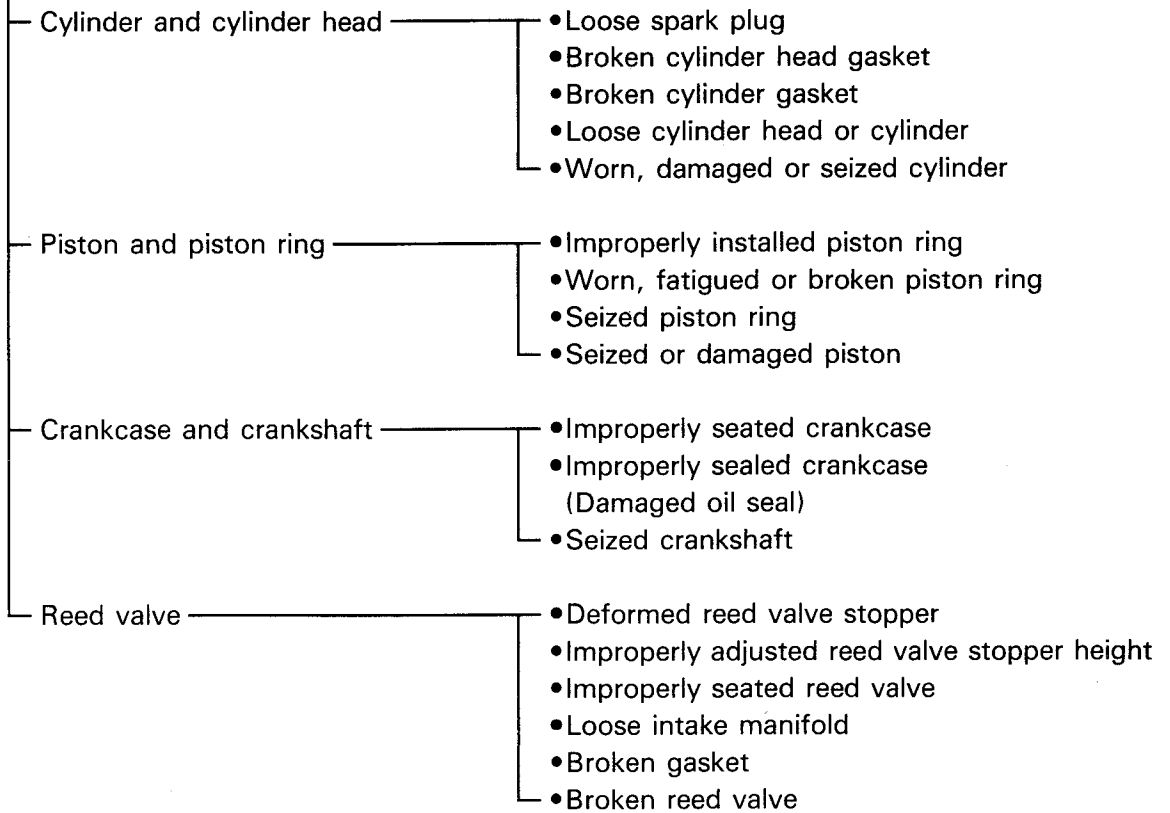 Cylinder and cylinder head
•Loose spark plug
•Broken cylinder head gasket
•Broken cylinder gasket
•Loose cylinder head or cylinder
•Worn, damaged or seized cylinder
Piston and piston ring
•Improperly installed piston ring
•Worn, fatigued or broken piston ring
•Seized piston ring
•Seized or damaged piston
Crankcase and crankshaft
•Improperly seated crankcase
•Improperly sealed crankcase
(Damaged oil seal)
•Seized crankshaft
Reed valve
•Deformed reed valve stopper
•Improperly adjusted reed valve stopper height
•Improperly seated reed valve
•Loose intake manifold
•Broken gasket
•Broken reed valve